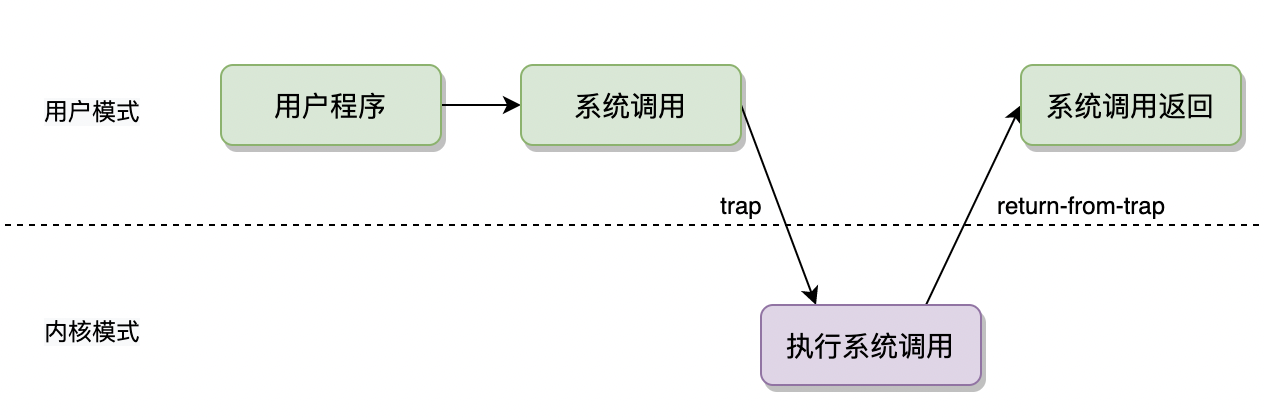 用户模式
用户程序
系统调用
系统调用返回
trap
return-from-trap
内核模式
执行系统调用